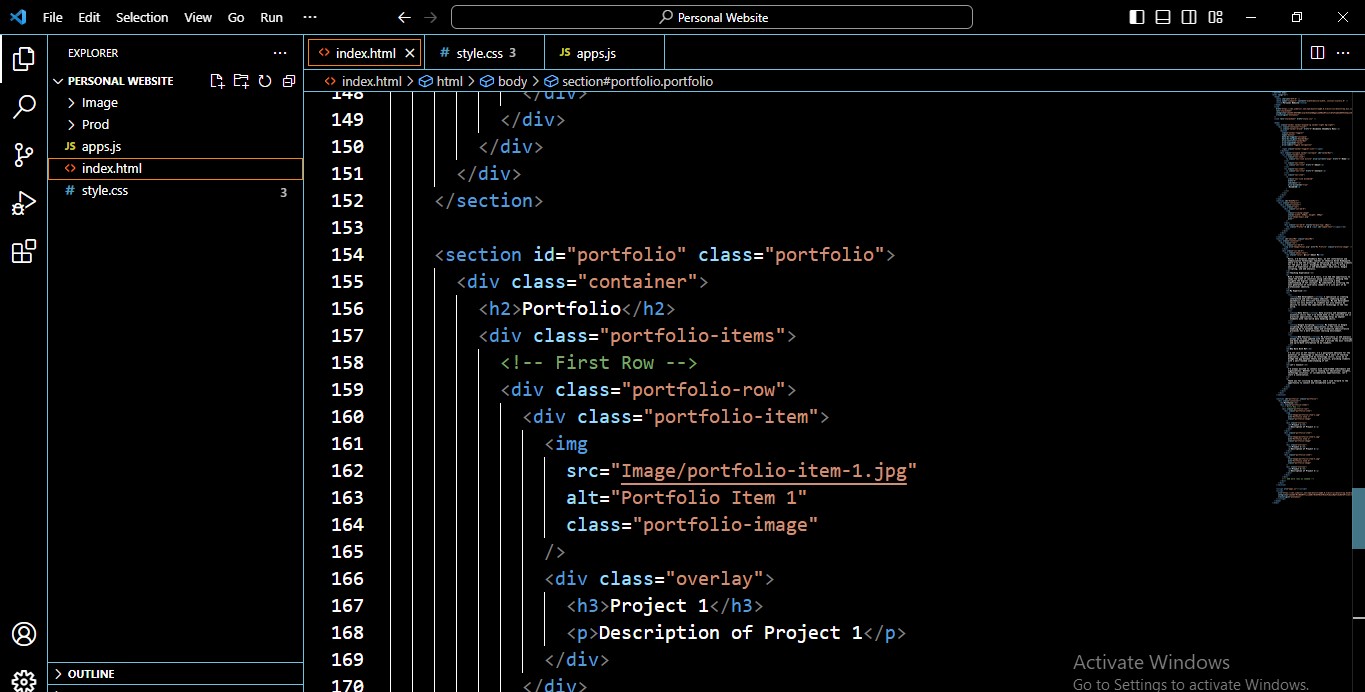 File Edit Selection View Go Run ···
Personal Website
EXPLORER
index.html
# style.css 3
JS apps.js
PERSONAL WEBSITE
index.html > html > body > section#portfolio.portfolio
Image
Prod
JS apps.js
<> index.html
# style.css 3
148 </div>
149 </div>
150 </div>
151 </div>
152 </section>
153
154 <section id="portfolio" class="portfolio">
155 <div class="container">
156 <h2>Portfolio</h2>
157 <div class="portfolio-items">
158 <!-- First Row -->
159 <div class="portfolio-row">
160 <div class="portfolio-item">
161 <img
162 src="Image/portfolio-item-1.jpg"
163 alt="Portfolio Item 1"
164 class="portfolio-image"
165 />
166 <div class="overlay">
167 <h3>Project 1</h3>
168 <p>Description of Project 1</p>
169 </div>
170 </div>
OUTLINE
Activate Windows
Go to Settings to activate Windows.